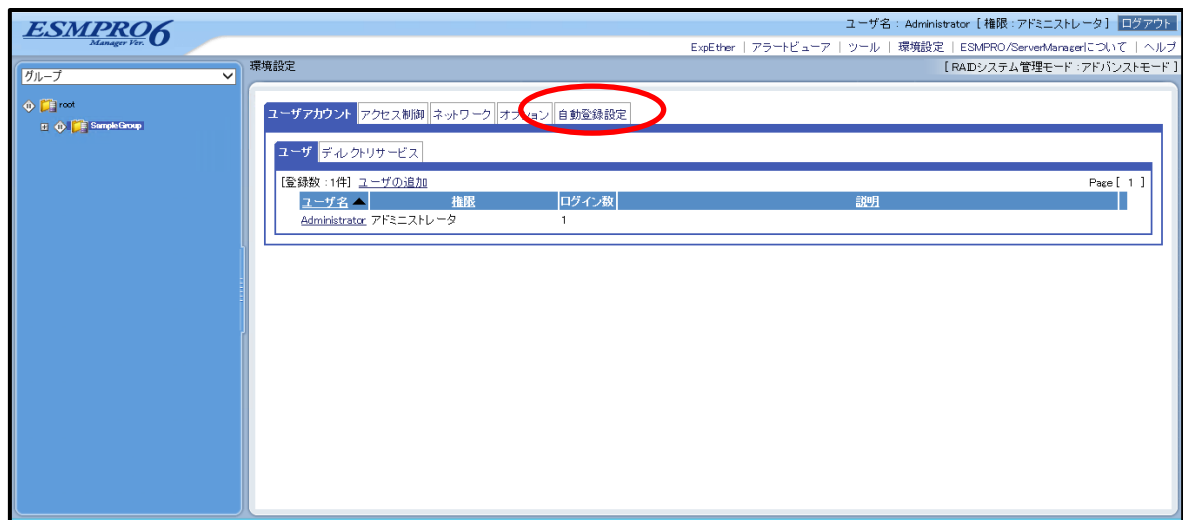 ESMPRO6
Manager Ver.
ユーザ名 : Administrator [ 権限 : アドミニストレータ ] ログアウト
ExpEther | アラートビューア | ツール | 環境設定 | ESMPRO/ServerManagerについて | ヘルプ
グループ
環境設定
[ RAIDシステム管理モード : アドバンストモード ]
root
SampleGroup
ユーザアカウント アクセス制御 ネットワーク オプション 自動登録設定
ユーザ ディレクトリサービス
[登録数 : 1件] ユーザの追加
Page [ 1 ]
ユーザ名 ▲ 権限 ログイン数 説明
Administrator アドミニストレータ 1